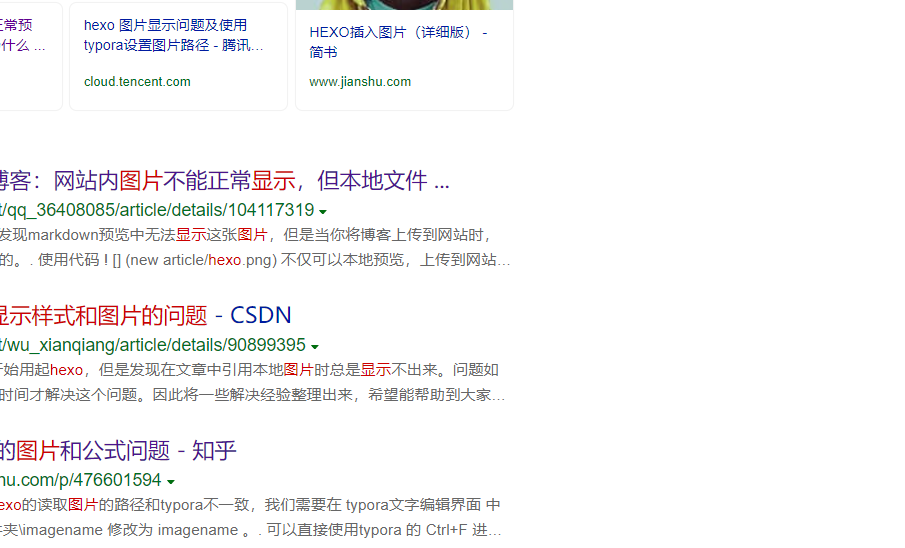 正常预
什么 ...
hexo 图片显示问题及使用
typora设置图片路径 - 腾讯...
cloud.tencent.com
HEXO插入图片（详细版） -
简书
www.jianshu.com
博客：网站内图片不能正常显示，但本地文件 ...
t/qq_36408085/article/details/104117319
发现markdown预览中无法显示这张图片，但是当你将博客上传到网站时，
的。. 使用代码 ! [] (new article/hexo.png) 不仅可以本地预览，上传到网站...
显示样式和图片的问题 - CSDN
t/wu_xianqiang/article/details/90899395
开始用起hexo，但是发现在文章中引用本地图片时总是显示不出来。问题如
时间才解决这个问题。因此将一些解决经验整理出来，希望能帮助到大家...
的图片和公式问题 - 知乎
hu.com/p/476601594
exo的读取图片的路径和typora不一致，我们需要在 typora文字编辑界面 中
件夹\imagename 修改为 imagename 。. 可以直接使用typora 的 Ctrl+F 进...